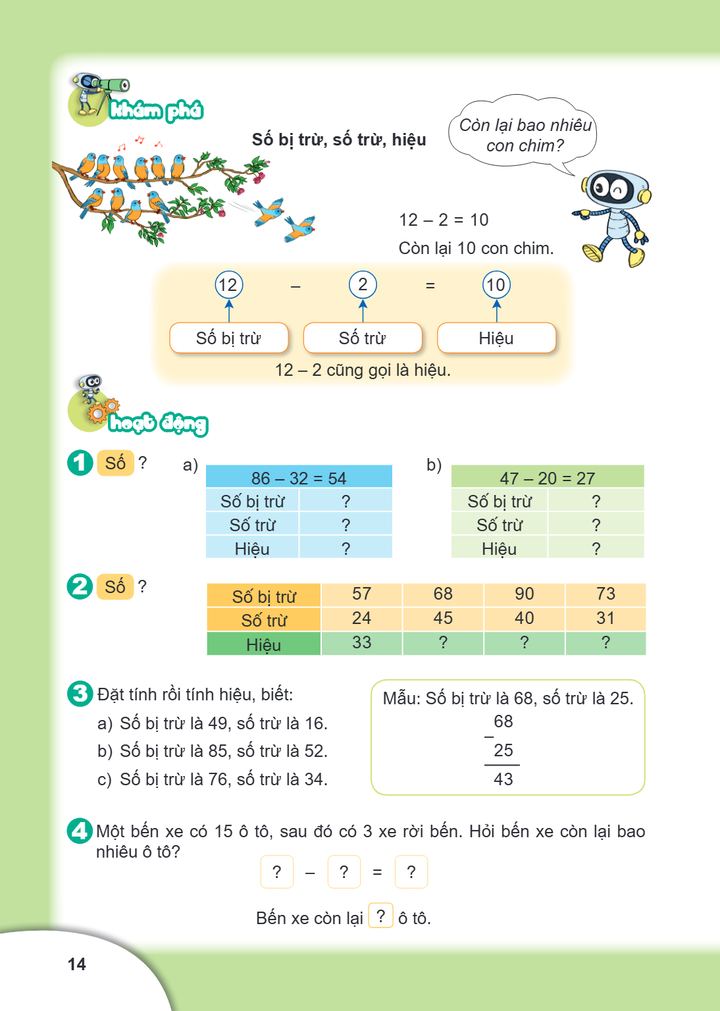 khám phá
Số bị trừ, số trừ, hiệu
Còn lại bao nhiêu
con chim?
12 – 2 = 10
Còn lại 10 con chim.
12 – 2 = 10
Số bị trừ Số trừ Hiệu
12 – 2 cũng gọi là hiệu.
hoạt động
1 Số ?
a)
86 – 32 = 54
Số bị trừ ?
Số trừ ?
Hiệu ?
b)
47 – 20 = 27
Số bị trừ ?
Số trừ ?
Hiệu ?
2 Số ?
Số bị trừ 57 68 90 73
Số trừ 24 45 40 31
Hiệu 33 ? ? ?
3 Đặt tính rồi tính hiệu, biết:
a) Số bị trừ là 49, số trừ là 16.
b) Số bị trừ là 85, số trừ là 52.
c) Số bị trừ là 76, số trừ là 34.
Mẫu: Số bị trừ là 68, số trừ là 25.
68
–
25
43
4 Một bến xe có 15 ô tô, sau đó có 3 xe rời bến. Hỏi bến xe còn lại bao
nhiêu ô tô?
? – ? = ?
Bến xe còn lại ? ô tô.
14